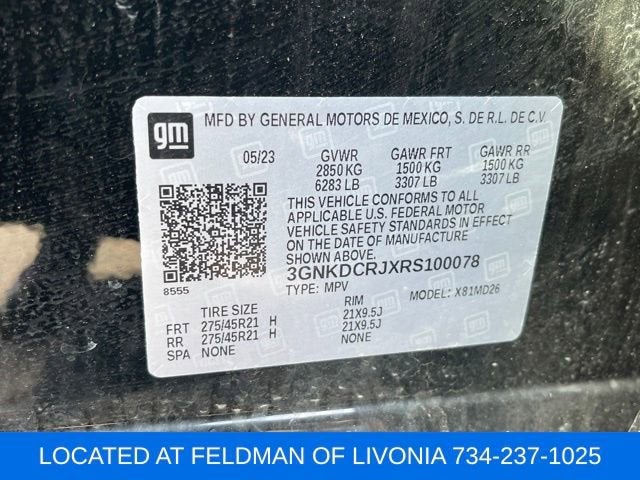 gm
MFD BY GENERAL MOTORS DE MEXICO, S. DE R.L. DE C.V.
05/23 GVWR GAWR FRT GAWR RR
2850 KG 1500 KG 1500 KG
6283 LB 3307 LB 3307 LB
THIS VEHICLE CONFORMS TO ALL
APPLICABLE U.S. FEDERAL MOTOR
VEHICLE SAFETY STANDARDS IN EFFECT
ON THE DATE OF MANUFACTURE
SHOWN ABOVE.
3GNKDCRJXRS100078
8555 TYPE: MPV MODEL: X81MD26
TIRE SIZE RIM
FRT 275/45R21 H 21X9.5J
RR 275/45R21 H 21X9.5J
SPA NONE NONE
LOCATED AT FELDMAN OF LIVONIA 734-237-1025